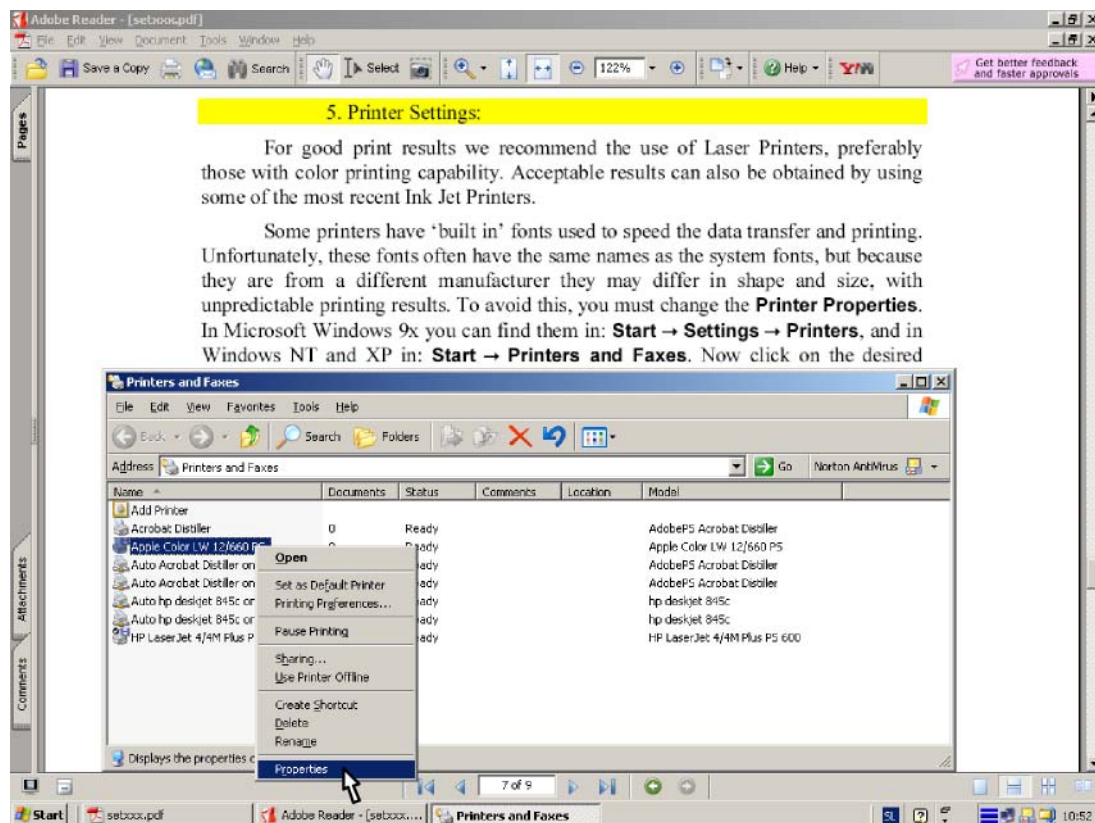 Adobe Reader - [setxxx.pdf]
File Edit View Document Tools Window Help
Save a Copy Search Select 122% Help Y! Get better feedback and faster approvals
Pages
5. Printer Settings:
For good print results we recommend the use of Laser Printers, preferably
those with color printing capability. Acceptable results can also be obtained by using
some of the most recent Ink Jet Printers.
Some printers have ‘built in’ fonts used to speed the data transfer and printing.
Unfortunately, these fonts often have the same names as the system fonts, but because
they are from a different manufacturer they may differ in shape and size, with
unpredictable printing results. To avoid this, you must change the Printer Properties.
In Microsoft Windows 9x you can find them in: Start → Settings → Printers, and in
Windows NT and XP in: Start → Printers and Faxes. Now click on the desired
Printers and Faxes
File Edit View Favorites Tools Help
Back Search Folders
Address Printers and Faxes Go Norton AntiVirus
Name Documents Status Comments Location Model
Add Printer
Acrobat Distiller 0 Ready AdobePS Acrobat Distiller
Apple Color LW 12/660 PS 0 Ready Apple Color LW 12/660 PS
Auto Acrobat Distiller on ady AdobePS Acrobat Distiller
Auto Acrobat Distiller on ady AdobePS Acrobat Distiller
Auto hp deskjet 845c on ady hp deskjet 845c
Auto hp deskjet 845c on ady hp deskjet 845c
HP LaserJet 4/4M Plus P ady HP LaserJet 4/4M Plus PS 600
Open
Set as Default Printer
Printing Preferences...
Pause Printing
Sharing...
Use Printer Offline
Create Shortcut
Delete
Rename
Properties
Attachments
Comments
Displays the properties
7 of 9
Start setxxx.pdf Adobe Reader - [setxxx.... Printers and Faxes SL 10:52